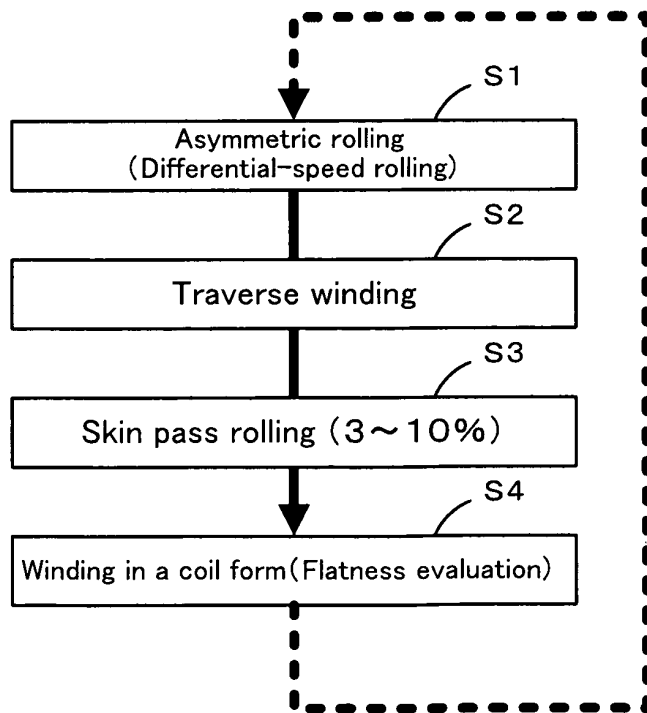 S1
Asymmetric rolling
(Differential-speed rolling)
S2
Traverse winding
S3
Skin pass rolling (3~10%)
S4
Winding in a coil form(Flatness evaluation)